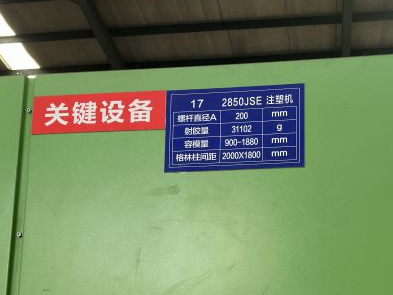 关键设备
17 2850JSE 注塑机
螺杆直径A 200 mm
射胶量 31102 g
容模量 900-1880 mm
格林柱间距 2000X1800 mm